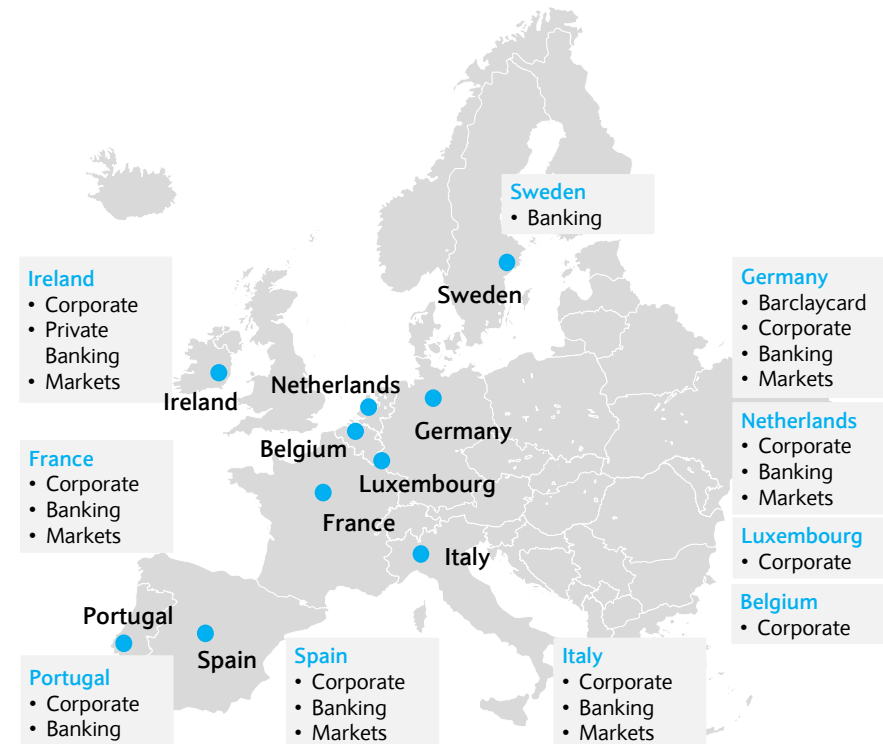 Sweden
• Banking
Ireland
• Corporate
• Private
Banking
• Markets
Germany
• Barclaycard
• Corporate
• Banking
• Markets
Sweden
Netherlands
Ireland
Germany
Belgium
Netherlands
• Corporate
• Banking
• Markets
France
• Corporate
• Banking
• Markets
Luxembourg
France
Luxembourg
• Corporate
Italy
Belgium
• Corporate
Portugal
Spain
Portugal
• Corporate
• Banking
Spain
• Corporate
• Banking
• Markets
Italy
• Corporate
• Banking
• Markets